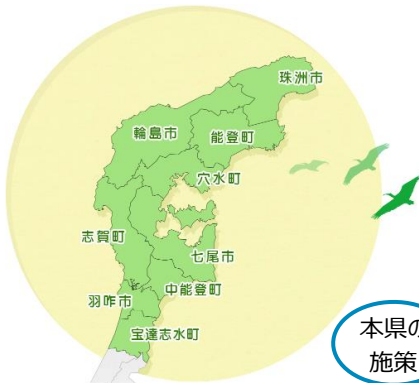 珠洲市
輪島市
能登町
穴水町
志賀町
七尾市
羽咋市
中能登町
宝達志水町
本県の
施策